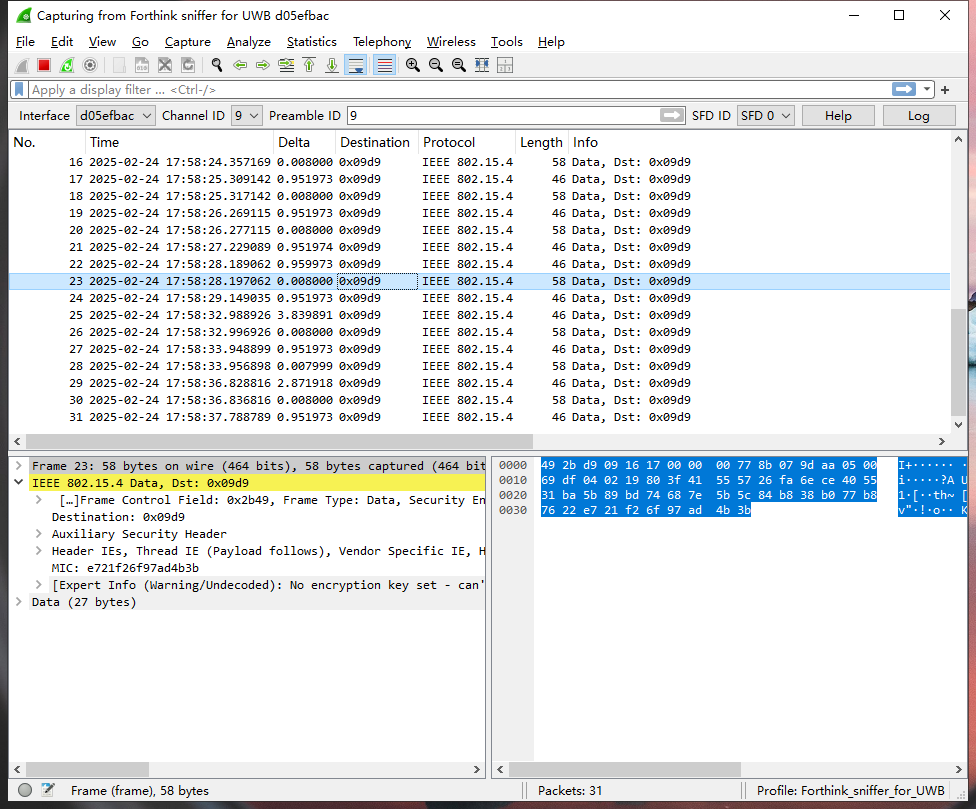 Capturing from Forthink sniffer for UWB d05efbac
File Edit View Go Capture Analyze Statistics Telephony Wireless Tools Help
Apply a display filter … <Ctrl-/>
Interface d05efbac Channel ID 9 Preamble ID 9 SFD ID SFD 0 Help Log
No. Time Delta Destination Protocol Length Info
16 2025-02-24 17:58:24.357169 0.008000 0x09d9 IEEE 802.15.4 58 Data, Dst: 0x09d9
17 2025-02-24 17:58:25.309142 0.951973 0x09d9 IEEE 802.15.4 46 Data, Dst: 0x09d9
18 2025-02-24 17:58:25.317142 0.008000 0x09d9 IEEE 802.15.4 58 Data, Dst: 0x09d9
19 2025-02-24 17:58:26.269115 0.951973 0x09d9 IEEE 802.15.4 46 Data, Dst: 0x09d9
20 2025-02-24 17:58:26.277115 0.008000 0x09d9 IEEE 802.15.4 58 Data, Dst: 0x09d9
21 2025-02-24 17:58:27.229089 0.951974 0x09d9 IEEE 802.15.4 46 Data, Dst: 0x09d9
22 2025-02-24 17:58:28.189062 0.959973 0x09d9 IEEE 802.15.4 46 Data, Dst: 0x09d9
23 2025-02-24 17:58:28.197062 0.008000 0x09d9 IEEE 802.15.4 58 Data, Dst: 0x09d9
24 2025-02-24 17:58:29.149035 0.951973 0x09d9 IEEE 802.15.4 46 Data, Dst: 0x09d9
25 2025-02-24 17:58:32.988926 3.839891 0x09d9 IEEE 802.15.4 46 Data, Dst: 0x09d9
26 2025-02-24 17:58:32.996926 0.008000 0x09d9 IEEE 802.15.4 58 Data, Dst: 0x09d9
27 2025-02-24 17:58:33.948899 0.951973 0x09d9 IEEE 802.15.4 46 Data, Dst: 0x09d9
28 2025-02-24 17:58:33.956898 0.007999 0x09d9 IEEE 802.15.4 58 Data, Dst: 0x09d9
29 2025-02-24 17:58:36.828816 2.871918 0x09d9 IEEE 802.15.4 46 Data, Dst: 0x09d9
30 2025-02-24 17:58:36.836816 0.008000 0x09d9 IEEE 802.15.4 58 Data, Dst: 0x09d9
31 2025-02-24 17:58:37.788789 0.951973 0x09d9 IEEE 802.15.4 46 Data, Dst: 0x09d9
Frame 23: 58 bytes on wire (464 bits), 58 bytes captured (464 bit
IEEE 802.15.4 Data, Dst: 0x09d9
[…]Frame Control Field: 0x2b49, Frame Type: Data, Security En
Destination: 0x09d9
Auxiliary Security Header
Header IEs, Thread IE (Payload follows), Vendor Specific IE, H
MIC: e721f26f97ad4b3b
[Expert Info (Warning/Undecoded): No encryption key set - can'
Data (27 bytes)
0000 49 2b d9 09 16 17 00 00 00 77 8b 07 9d aa 05 00 I+······ ·
0010 69 df 04 02 19 80 3f 41 55 57 26 fa 6e ce 40 55 i·····?A U
0020 31 ba 5b 89 bd 74 68 7e 5b 5c 84 b8 38 b0 77 b8 1·[··th~ [
0030 76 22 e7 21 f2 6f 97 ad 4b 3b v"·!·o·· K
Frame (frame), 58 bytes Packets: 31 Profile: Forthink_sniffer_for_UWB